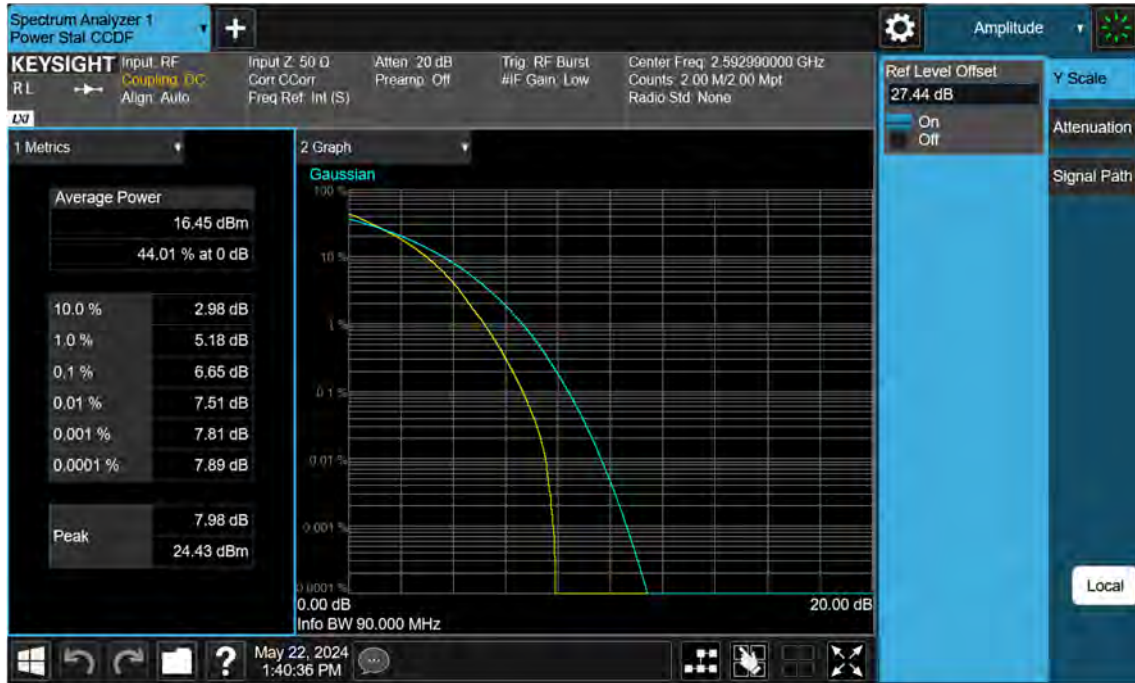 Spectrum Analyzer 1
Power Stat CCDF
+
Amplitude
KEYSIGHT
RL
LXI
Input: RF
Coupling: DC
Align: Auto
Input Z: 50 Ω
Corr CCorr
Freq Ref: Int (S)
Atten: 20 dB
Preamp: Off
Trig: RF Burst
#IF Gain: Low
Center Freq: 2.592990000 GHz
Counts: 2.00 M/2.00 Mpt
Radio Std: None
Ref Level Offset
27.44 dB
On
Off
Y Scale
Attenuation
Signal Path
Local
1 Metrics
Average Power
16.45 dBm
44.01 % at 0 dB
10.0 % 2.98 dB
1.0 % 5.18 dB
0.1 % 6.65 dB
0.01 % 7.51 dB
0.001 % 7.81 dB
0.0001 % 7.89 dB
Peak
7.98 dB
24.43 dBm
2 Graph
Gaussian
100 %
10 %
1 %
0.1 %
0.01 %
0.001 %
0.0001 %
0.00 dB
20.00 dB
Info BW 90.000 MHz
?
May 22, 2024
1:40:36 PM